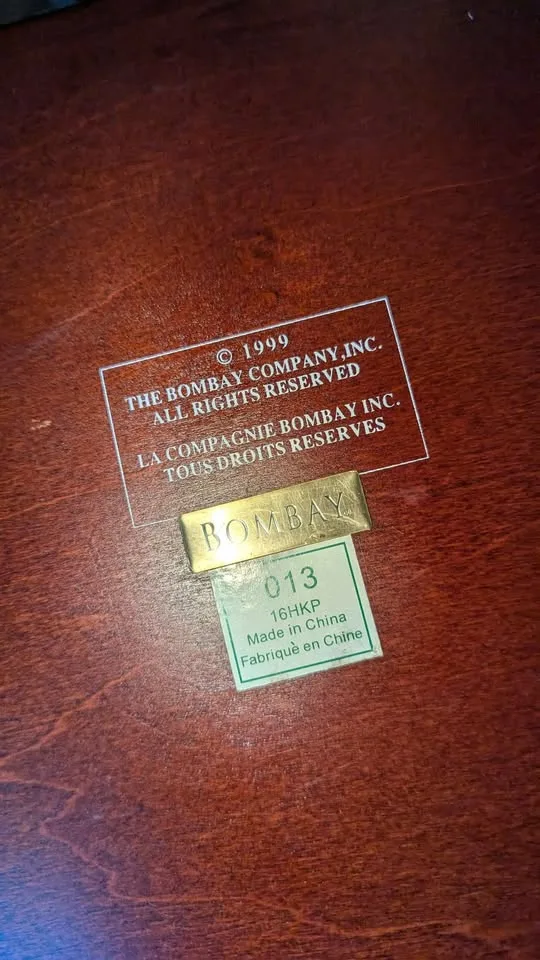 © 1999
THE BOMBAY COMPANY,INC.
ALL RIGHTS RESERVED
LA COMPAGNIE BOMBAY INC.
TOUS DROITS RESERVES
BOMBAY
013
16HKP
Made in China
Fabriquè en Chine